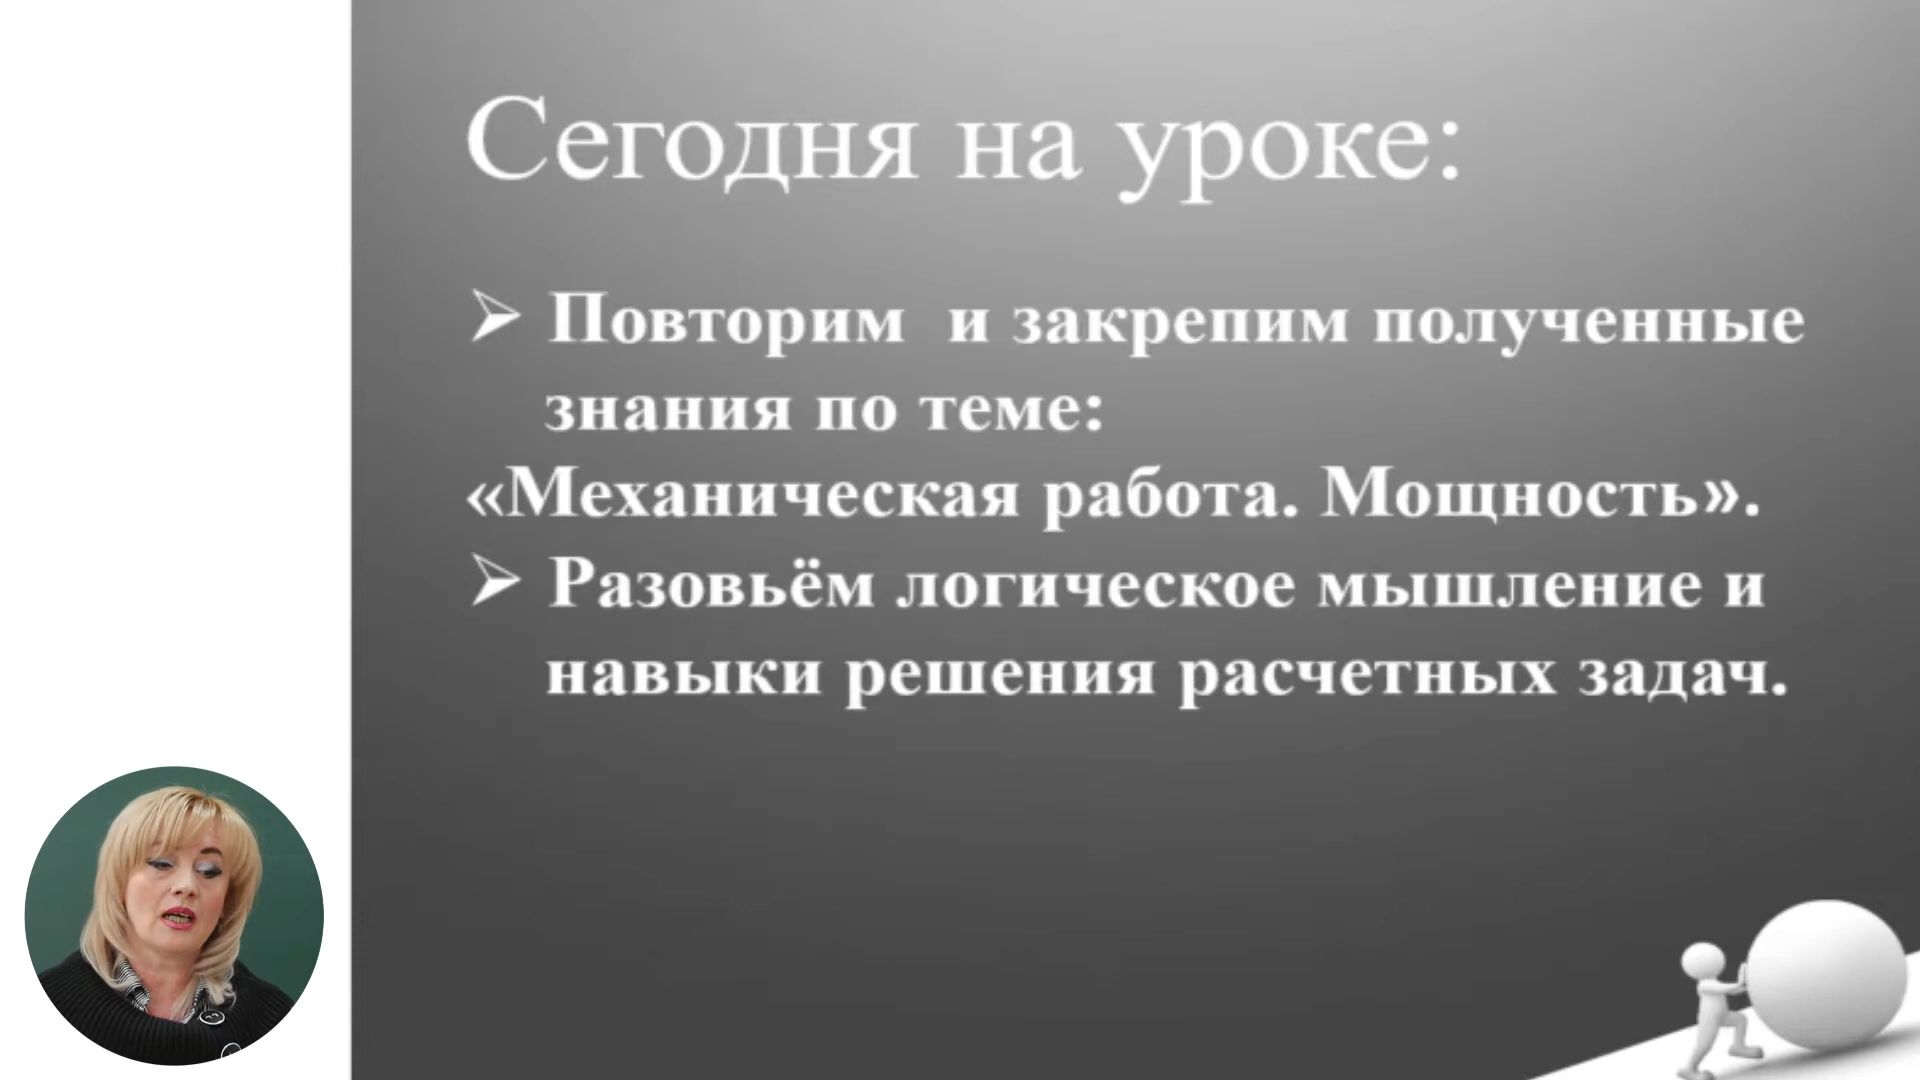 Сегодня на уроке:
➢ Повторим и закрепим полученные
знания по теме:
«Механическая работа. Мощность».
➢ Разовьём логическое мышление и
навыки решения расчетных задач.